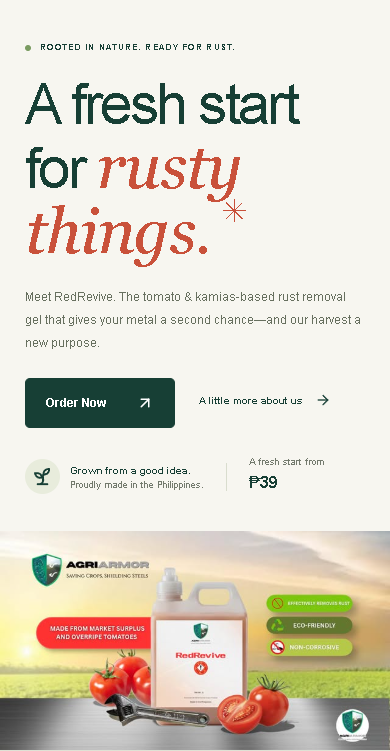 ROOTED IN NATURE. READY FOR RUST.
A fresh start
for rusty
things.
Meet RedRevive. The tomato & kamias-based rust removal
gel that gives your metal a second chance—and our harvest a
new purpose.
Order Now
A little more about us
Grown from a good idea.
Proudly made in the Philippines.
A fresh start from
₱39
AGRIARMOR
SAVING CROPS, SHIELDING STEELS
EFFECTIVELY REMOVES RUST
MADE FROM MARKET SURPLUS
AND OVERRIPE TOMATOES
ECO-FRIENDLY
NON-CORROSIVE
RedRevive